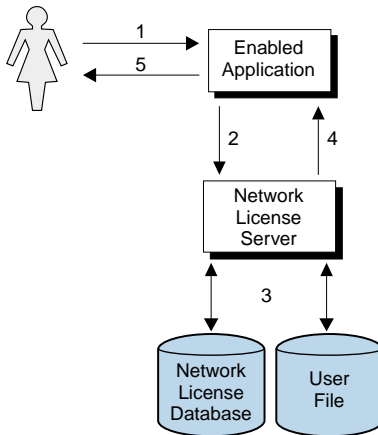 1
Enabled
Application
5
2
4
Network
License
Server
3
Network
License
Database
User
File